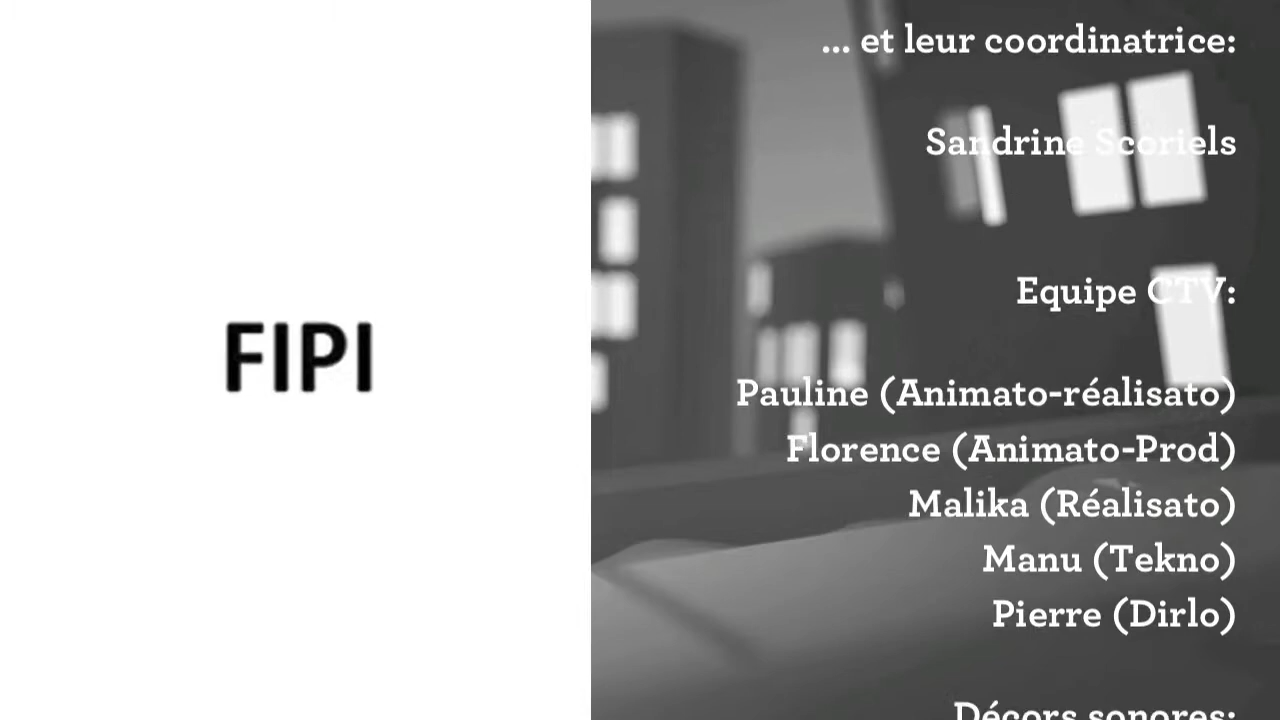 FIPI
... et leur coordinatrice:
Sandrine Scoriels
Equipe CTV:
Pauline (Animato-réalisato)
Florence (Animato-Prod)
Malika (Réalisato)
Manu (Tekno)
Pierre (Dirlo)
Décors sonores: